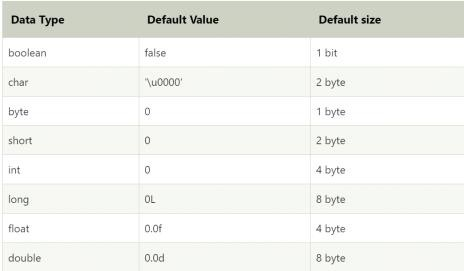 Data Type Default Value Default size
boolean false 1 bit
char '\u0000' 2 byte
byte 0 1 byte
short 0 2 byte
int 0 4 byte
long 0L 8 byte
float 0.0f 4 byte
double 0.0d 8 byte